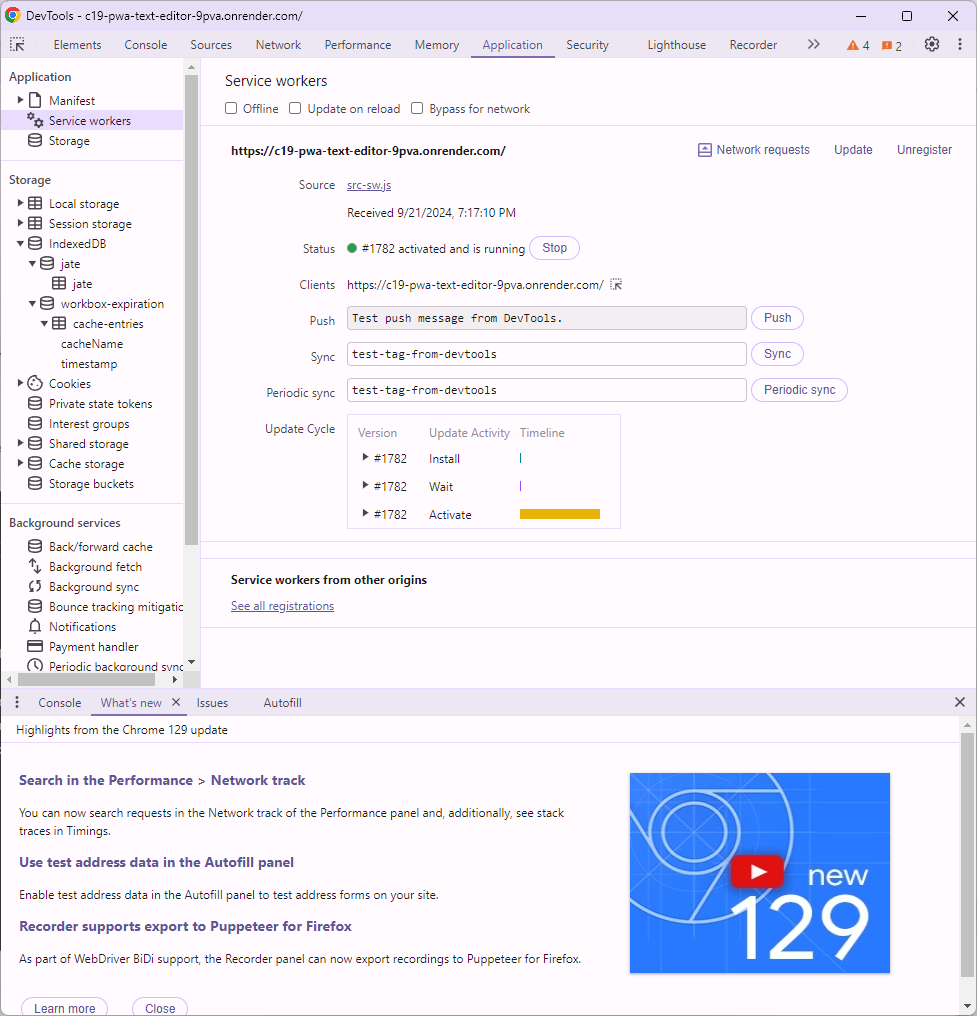 DevTools - c19-pwa-text-editor-9pva.onrender.com/
Elements Console Sources Network Performance Memory Application Security Lighthouse Recorder 4 2
Application
Manifest
Service workers
Storage
Storage
Local storage
Session storage
IndexedDB
jate
jate
workbox-expiration
cache-entries
cacheName
timestamp
Cookies
Private state tokens
Interest groups
Shared storage
Cache storage
Storage buckets
Background services
Back/forward cache
Background fetch
Background sync
Bounce tracking mitigatic
Notifications
Payment handler
Periodic background sync
Service workers
Offline Update on reload Bypass for network
https://c19-pwa-text-editor-9pva.onrender.com/ Network requests Update Unregister
Source src-sw.js
Received 9/21/2024, 7:17:10 PM
Status #1782 activated and is running Stop
Clients https://c19-pwa-text-editor-9pva.onrender.com/
Push Test push message from DevTools. Push
Sync test-tag-from-devtools Sync
Periodic sync test-tag-from-devtools Periodic sync
Update Cycle Version Update Activity Timeline
#1782 Install
#1782 Wait
#1782 Activate
Service workers from other origins
See all registrations
Console What's new Issues Autofill
Highlights from the Chrome 129 update
Search in the Performance > Network track
You can now search requests in the Network track of the Performance panel and, additionally, see stack
traces in Timings.
Use test address data in the Autofill panel
Enable test address data in the Autofill panel to test address forms on your site.
Recorder supports export to Puppeteer for Firefox
As part of WebDriver BiDi support, the Recorder panel can now export recordings to Puppeteer for Firefox.
Learn more Close
new
129